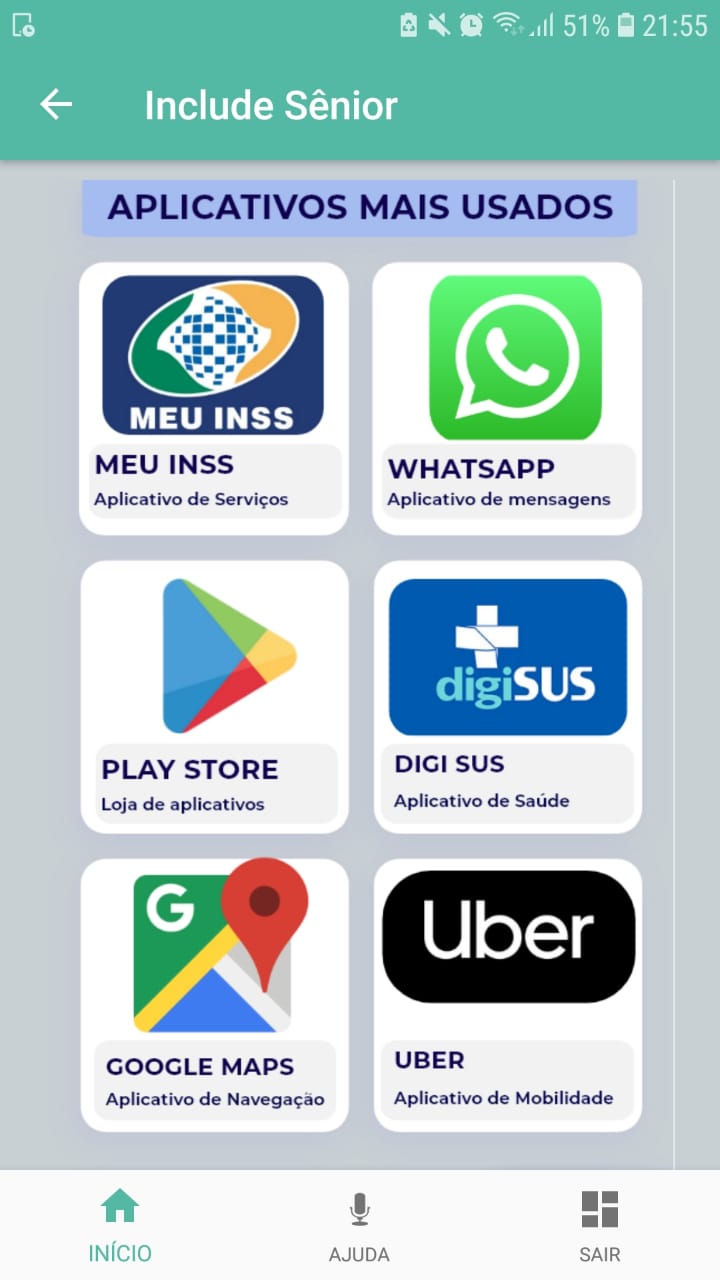 51% 21:55
Include Sênior
APLICATIVOS MAIS USADOS
MEU INSS
MEU INSS
Aplicativo de Serviços
WHATSAPP
Aplicativo de mensagens
PLAY STORE
Loja de aplicativos
digiSUS
DIGI SUS
Aplicativo de Saúde
G
GOOGLE MAPS
Aplicativo de Navegação
Uber
UBER
Aplicativo de Mobilidade
INÍCIO
AJUDA
SAIR